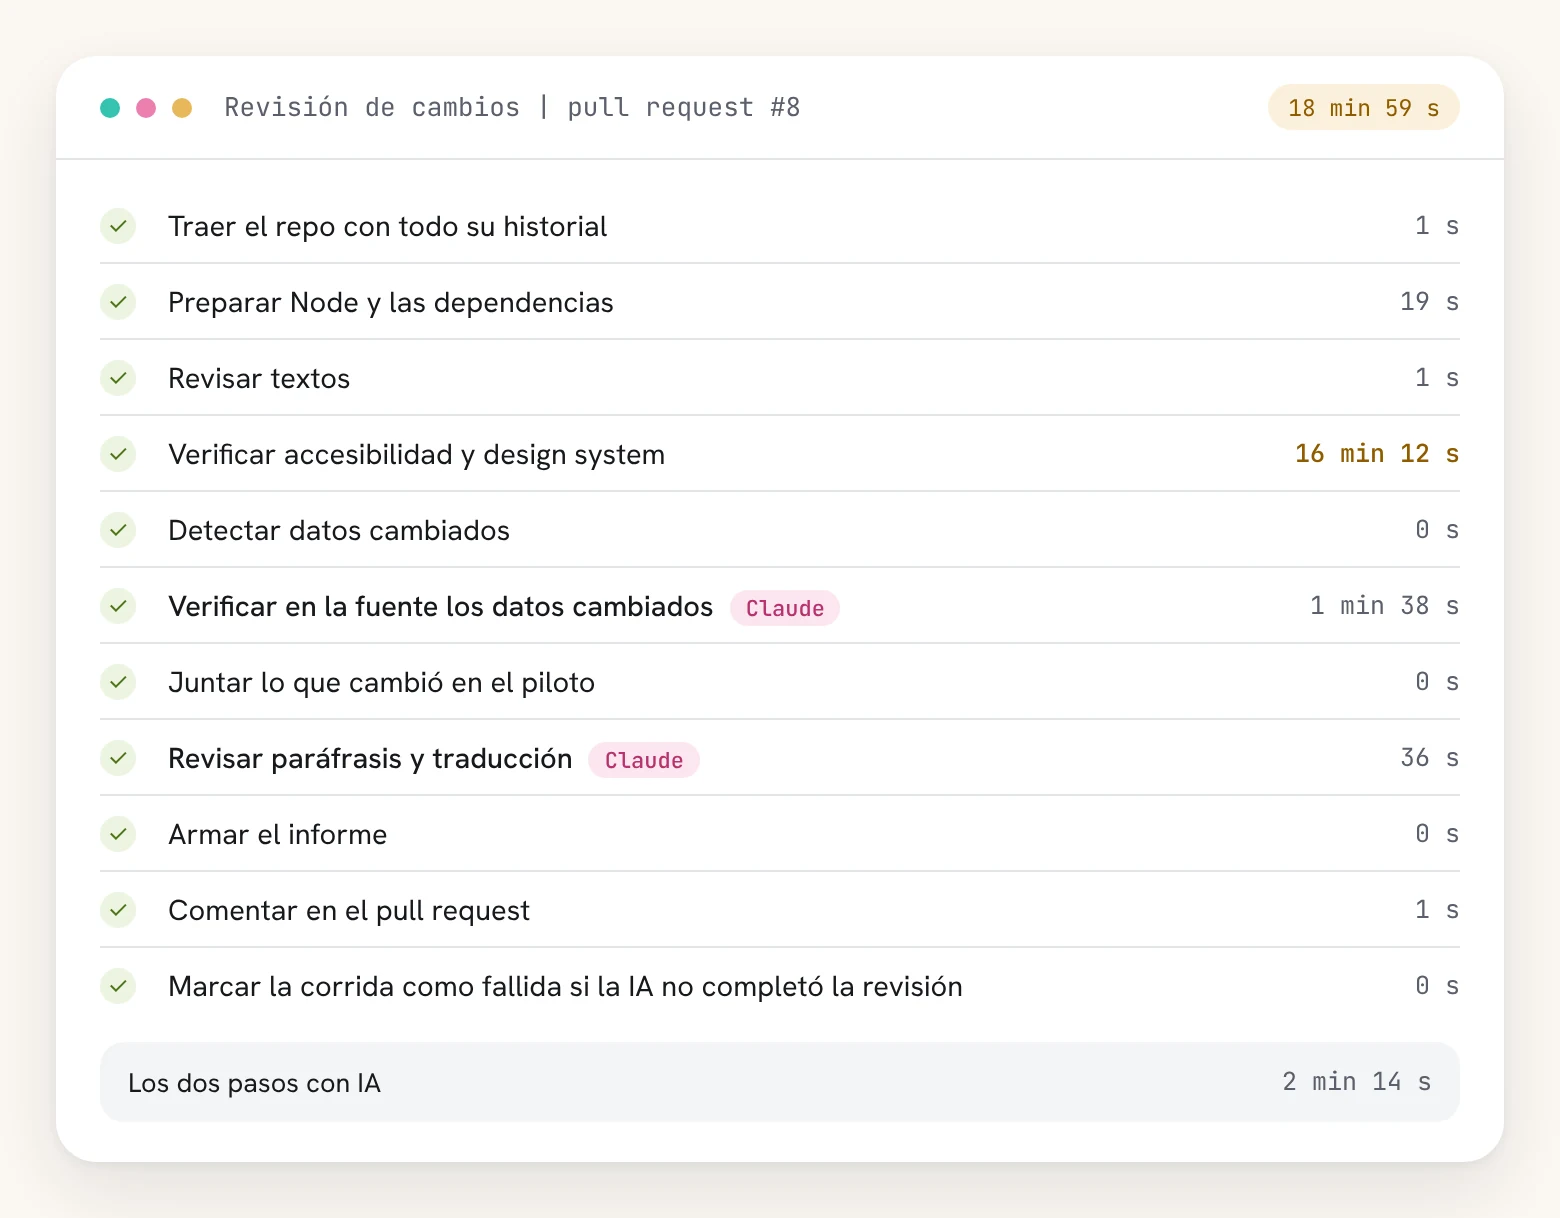 Revisión de cambios | pull request #8
18 min 59 s
Traer el repo con todo su historial 1 s
Preparar Node y las dependencias 19 s
Revisar textos 1 s
Verificar accesibilidad y design system 16 min 12 s
Detectar datos cambiados 0 s
Verificar en la fuente los datos cambiados Claude 1 min 38 s
Juntar lo que cambió en el piloto 0 s
Revisar paráfrasis y traducción Claude 36 s
Armar el informe 0 s
Comentar en el pull request 1 s
Marcar la corrida como fallida si la IA no completó la revisión 0 s
Los dos pasos con IA 2 min 14 s